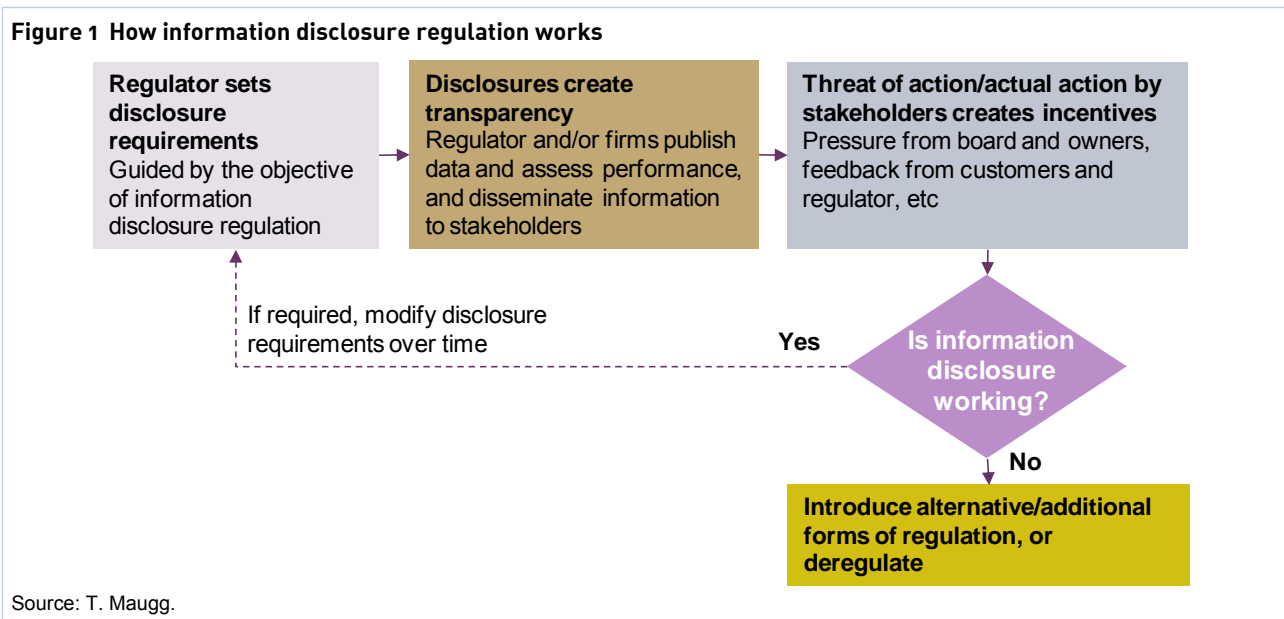 Figure 1 How information disclosure regulation works
Regulator sets
disclosure
requirements
Guided by the objective
of information
disclosure regulation
Disclosures create
transparency
Regulator and/or firms publish
data and assess performance,
and disseminate information
to stakeholders
Threat of action/actual action by
stakeholders creates incentives
Pressure from board and owners,
feedback from customers and
regulator, etc
If required, modify disclosure
requirements over time
Yes
Is information
disclosure
working?
No
Introduce alternative/additional
forms of regulation, or
deregulate
Source: T. Maugg.